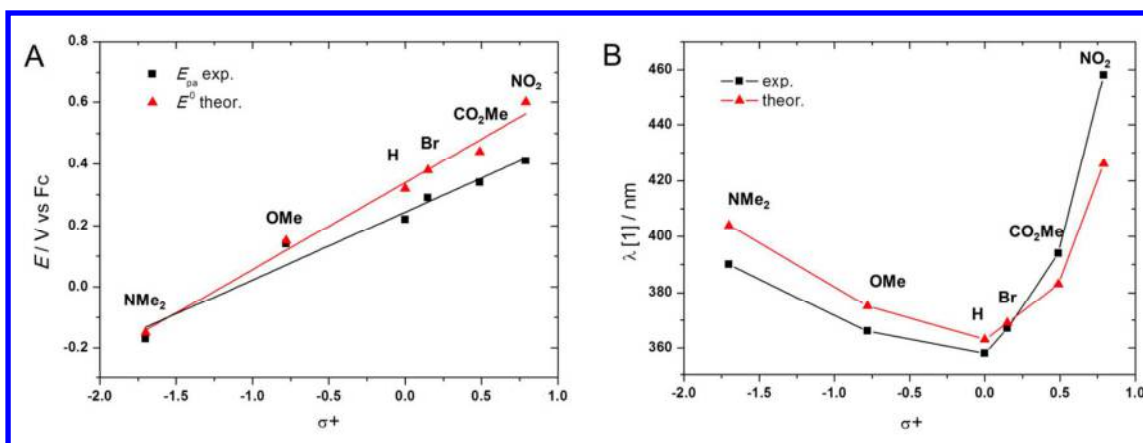 A
E_pa exp.
E^0 theor.
NO₂
CO₂Me
Br
H
OMe
NMe₂
E / V vs Fc
0.8
0.6
0.4
0.2
0.0
-0.2
-2.0 -1.5 -1.0 -0.5 0.0 0.5 1.0
σ+
B
exp.
theor.
NO₂
NMe₂
CO₂Me
OMe
Br
H
λ [1] / nm
460
440
420
400
380
360
-2.0 -1.5 -1.0 -0.5 0.0 0.5 1.0
σ+